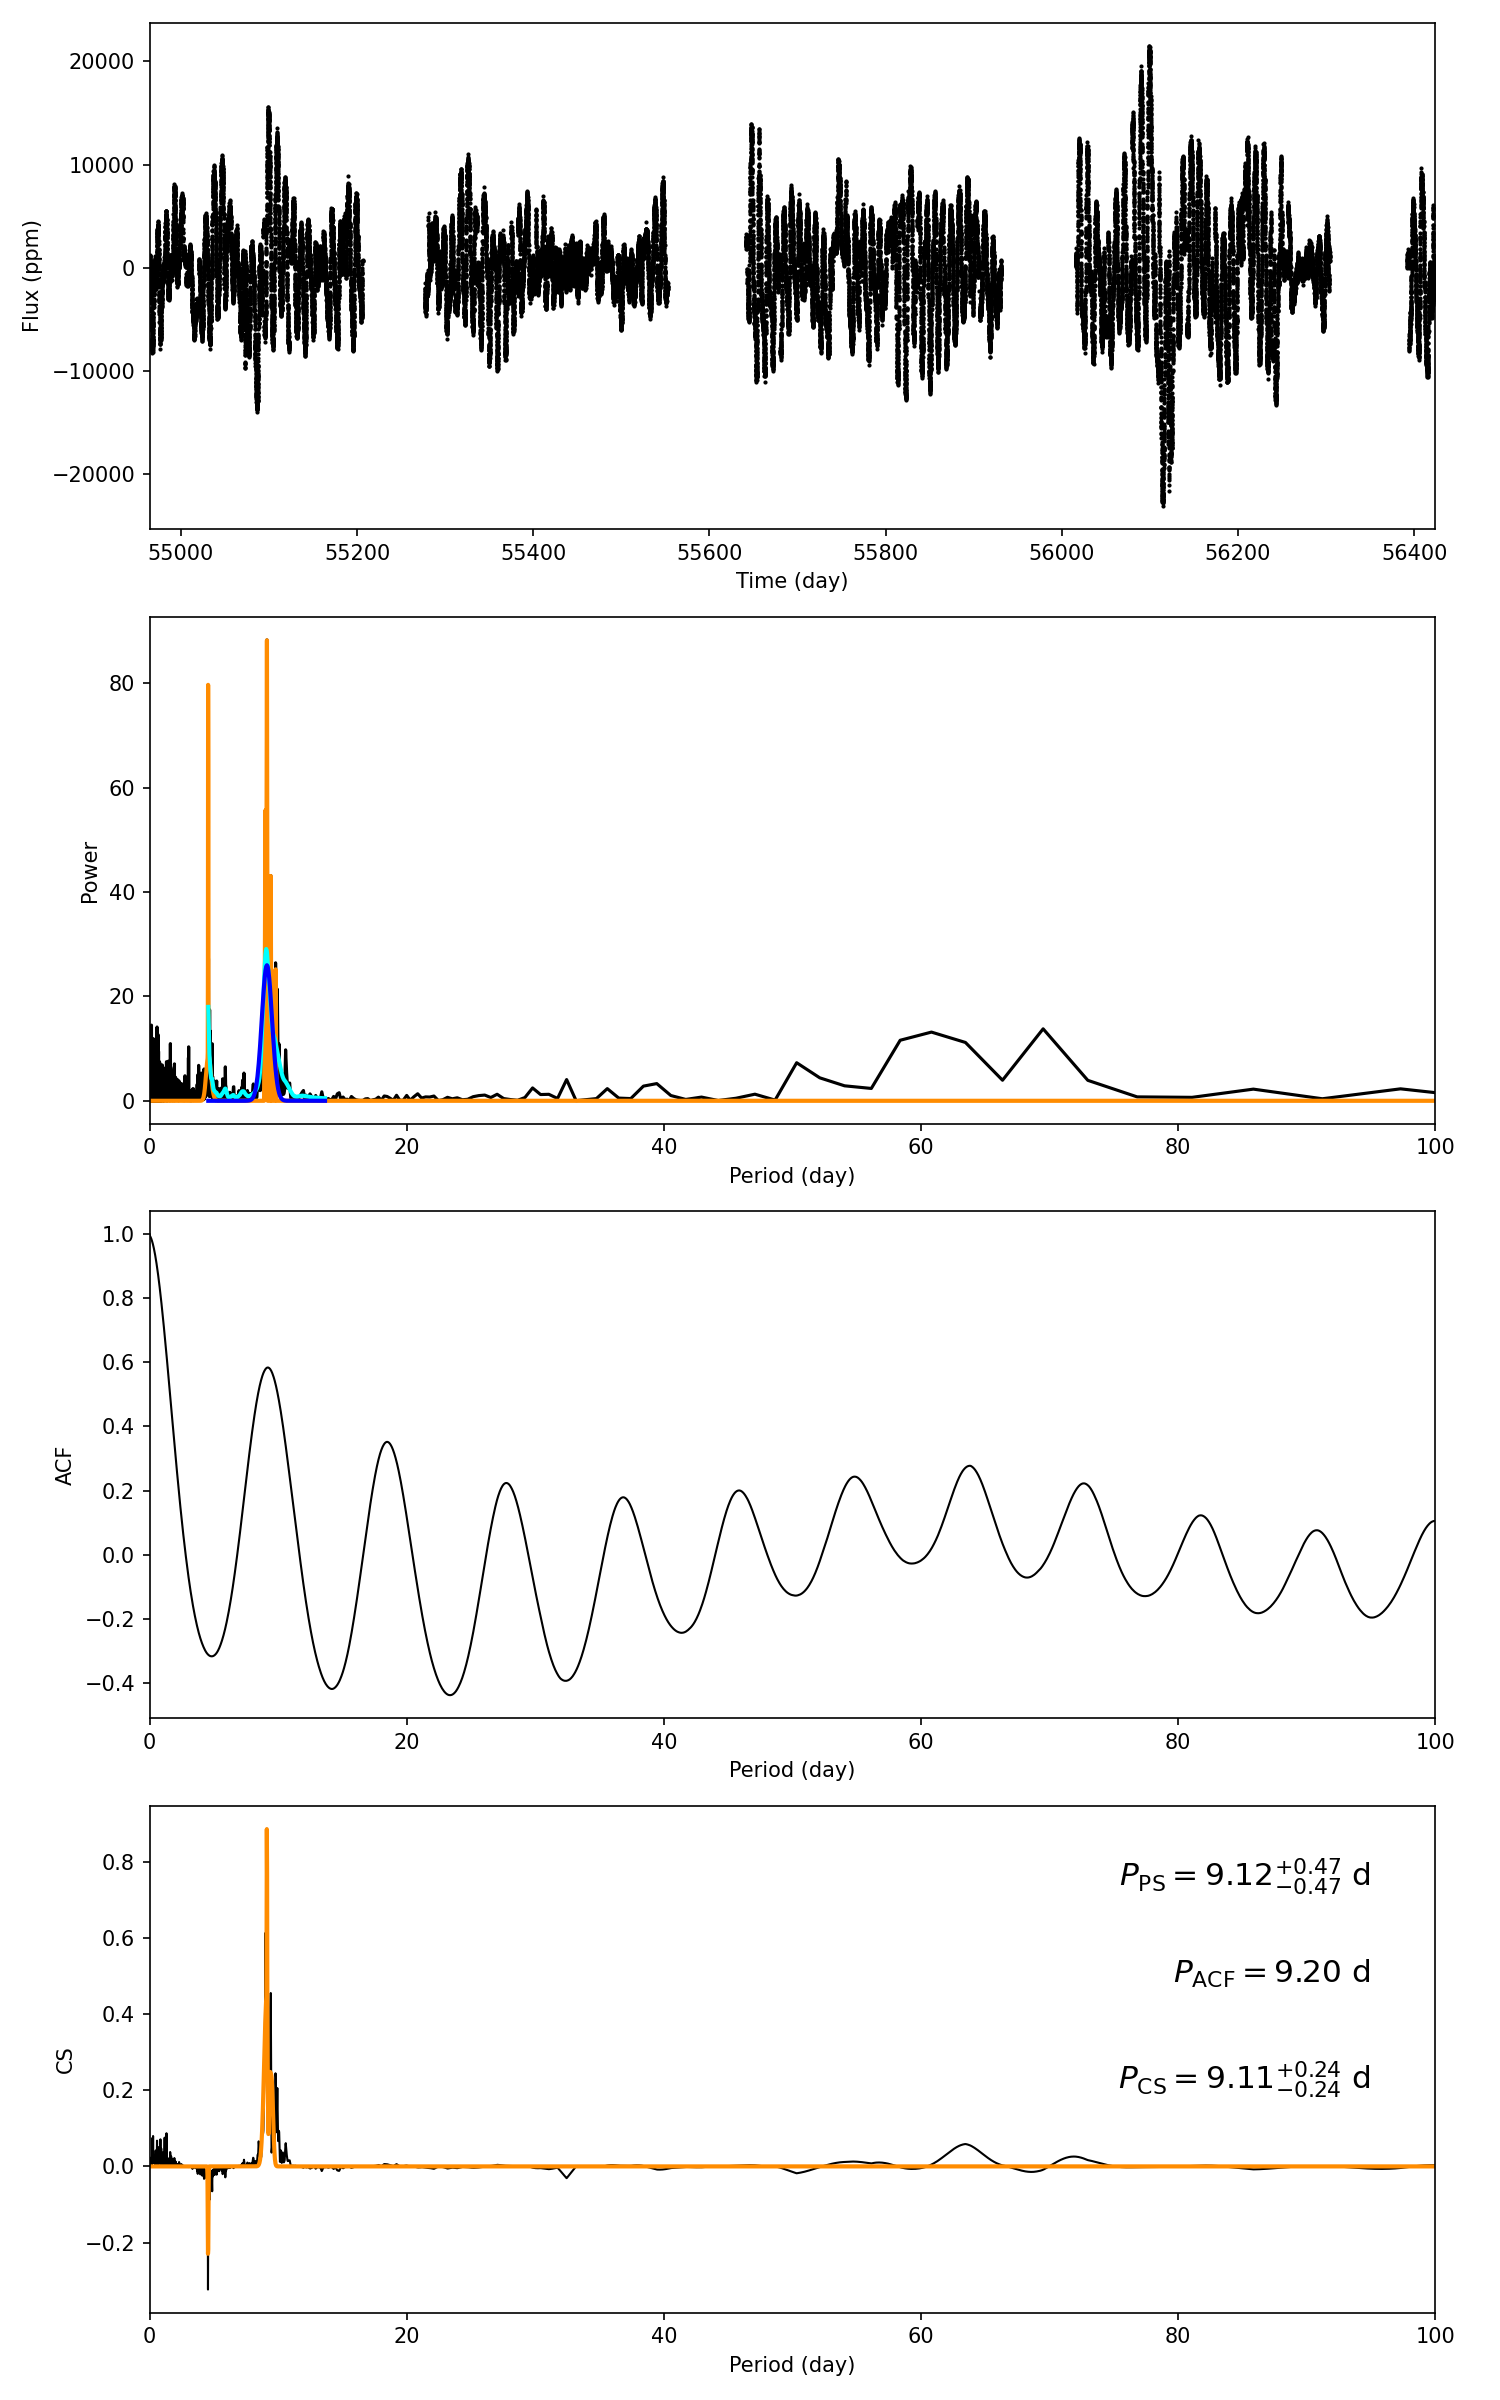 20000
10000
0
−10000
−20000
Flux (ppm)
55000 55200 55400 55600 55800 56000 56200 56400
Time (day)
80
60
40
20
0
Power
0 20 40 60 80 100
Period (day)
1.0
0.8
0.6
0.4
0.2
0.0
−0.2
−0.4
ACF
0 20 40 60 80 100
Period (day)
0.8
0.6
0.4
0.2
0.0
−0.2
CS
P_PS = 9.12^{+0.47}_{−0.47} d
P_ACF = 9.20 d
P_CS = 9.11^{+0.24}_{−0.24} d
0 20 40 60 80 100
Period (day)